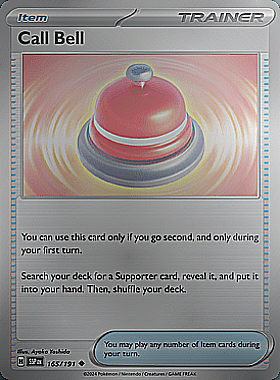 Item
TRAINER
Call Bell
You can use this card only if you go second, and only during
your first turn.
Search your deck for a Supporter card, reveal it, and put it
into your hand. Then, shuffle your deck.
Illus. Ayaka Yoshida
H SSP EN 165/191
You may play any number of Item cards during
your turn.
©2024 Pokémon / Nintendo / Creatures / GAME FREAK